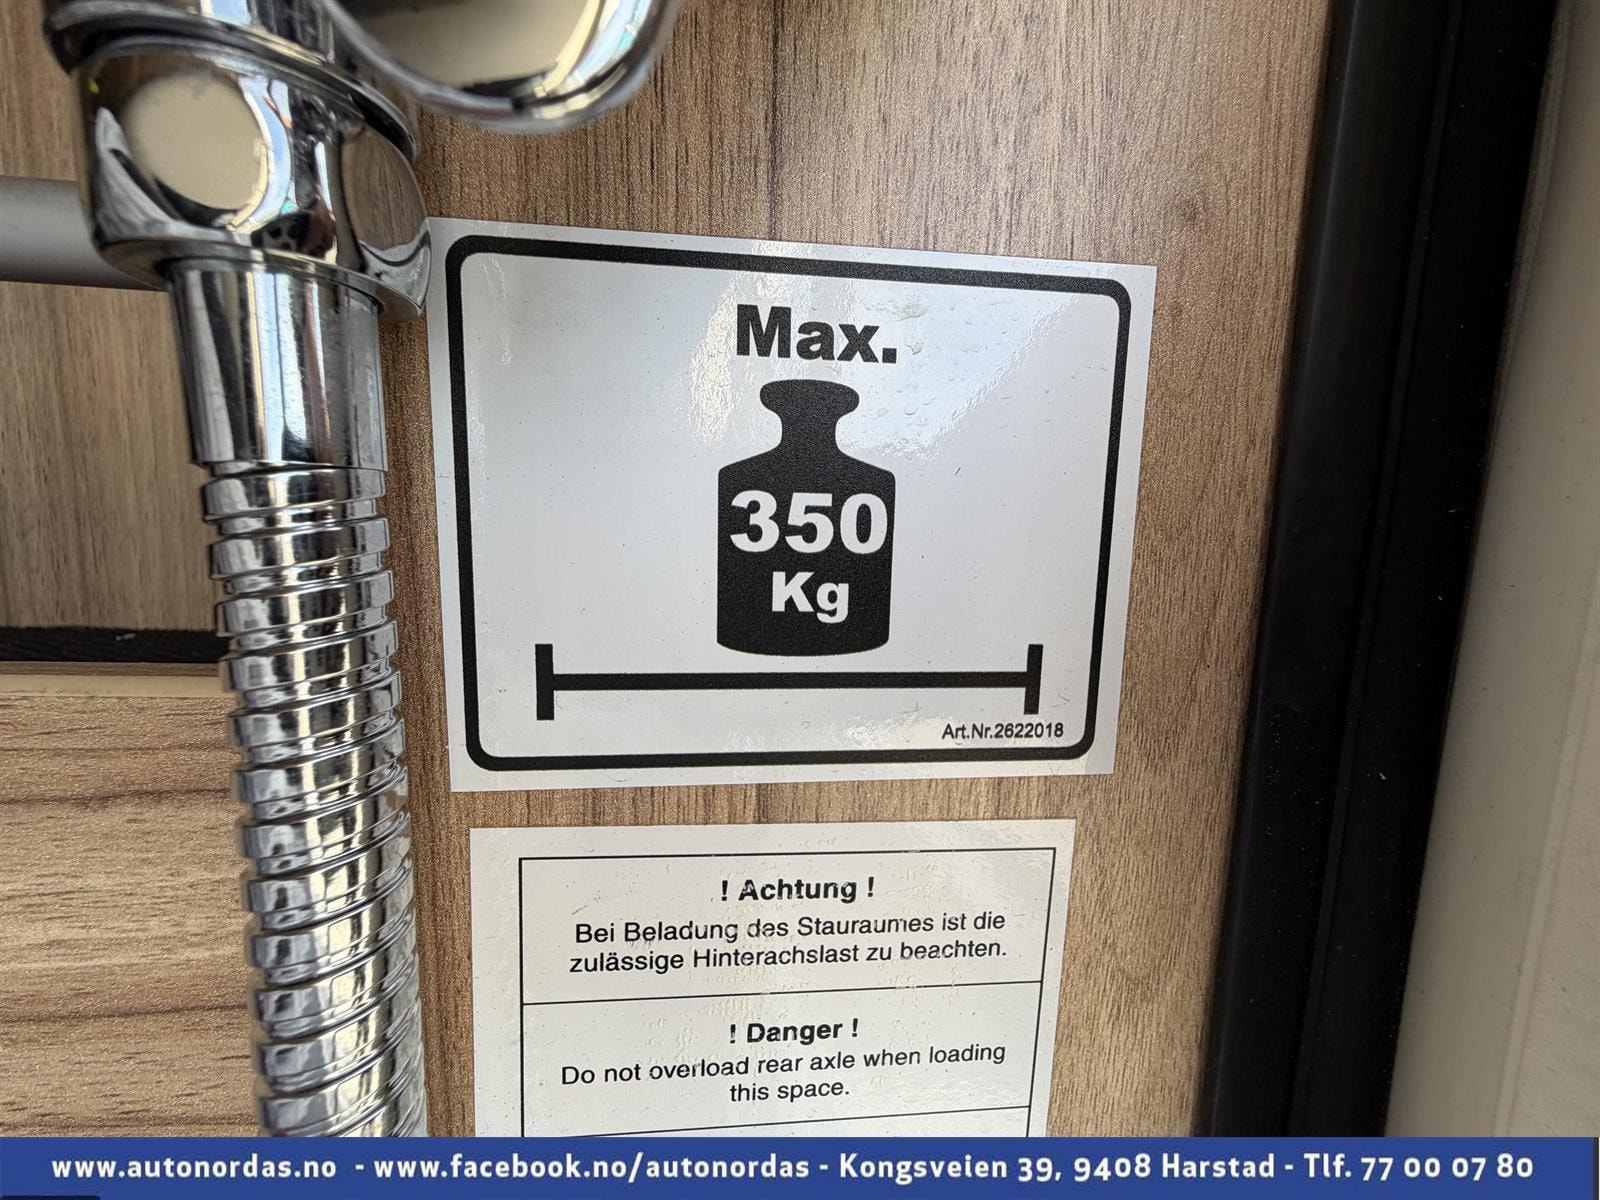 Max.
350
Kg
Art.Nr.2622018
! Achtung !
Bei Beladung des Stauraumes ist die
zulässige Hinterachslast zu beachten.
! Danger !
Do not overload rear axle when loading
this space.
www.autonordas.no - www.facebook.no/autonordas - Kongsveien 39, 9408 Harstad - Tlf. 77 00 07 80